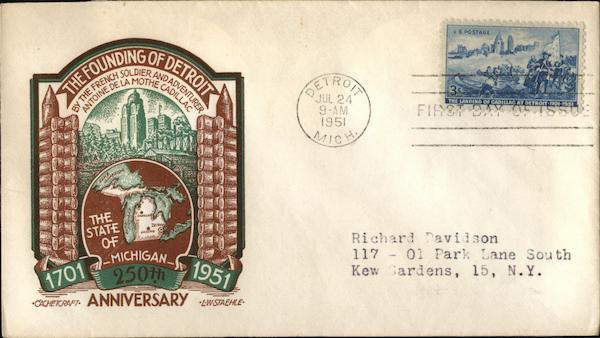 THE FOUNDING OF DETROIT
BY THE FRENCH SOLDIER AND ADVENTURER
ANTOINE DE LA MOTHE CADILLAC
THE
STATE
OF
MICHIGAN
1701 250th 1951
ANNIVERSARY
·CACHETCRAFT· ·L.W.STAEHLE·
DETROIT
JUL 24
9-AM
1951
MICH.
U.S. POSTAGE
3¢
THE LANDING OF CADILLAC AT DETROIT·1701-1951
FIRST DAY OF ISSUE
Richard Davidson
117 - 01 Park Lane South
Kew Gardens, 15, N.Y.